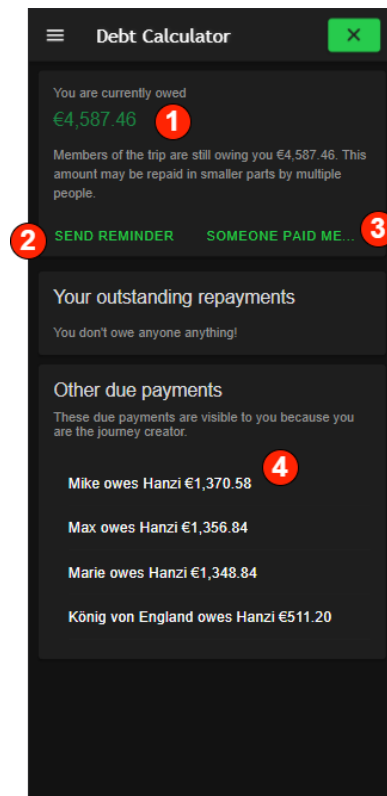 Debt Calculator
You are currently owed
€4,587.46
1
Members of the trip are still owing you €4,587.46. This
amount may be repaid in smaller parts by multiple
people.
2
SEND REMINDER
SOMEONE PAID ME...
3
Your outstanding repayments
You don't owe anyone anything!
Other due payments
These due payments are visible to you because you
are the journey creator.
4
Mike owes Hanzi €1,370.58
Max owes Hanzi €1,356.84
Marie owes Hanzi €1,348.84
König von England owes Hanzi €511.20